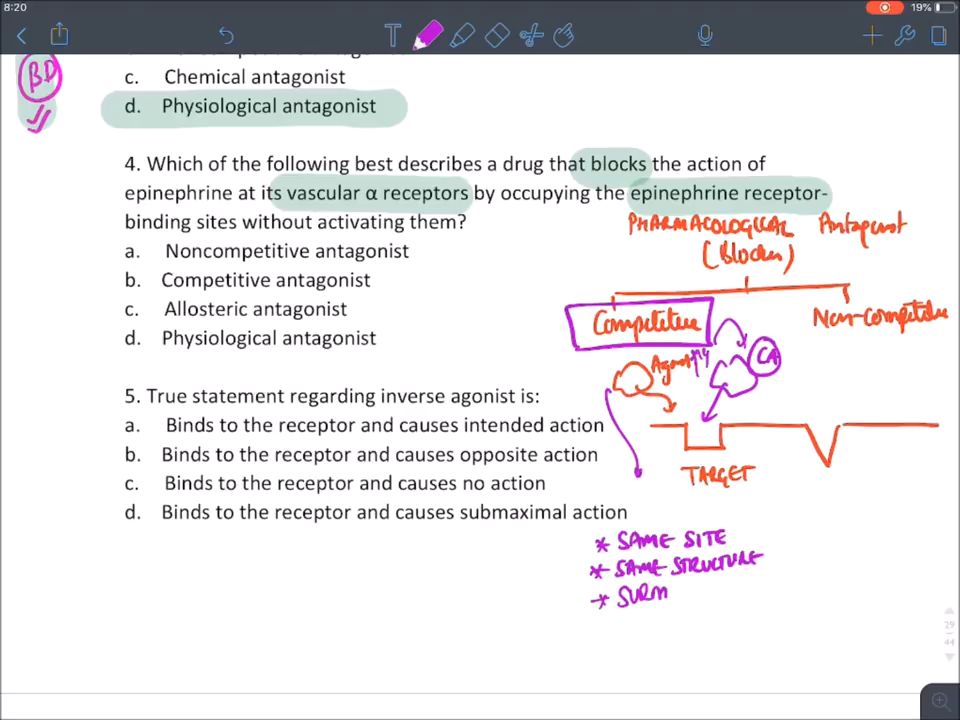 8:20
19%
T
BD
c. Chemical antagonist
d. Physiological antagonist
4. Which of the following best describes a drug that blocks the action of
epinephrine at its vascular α receptors by occupying the epinephrine receptor-
binding sites without activating them?
PHARMACOLOGICAL Antagonist
(Blocker)
a. Noncompetitive antagonist
b. Competitive antagonist
c. Allosteric antagonist
d. Physiological antagonist
Competitive
Non-competitive
Agonist
CA
5. True statement regarding inverse agonist is:
a. Binds to the receptor and causes intended action
b. Binds to the receptor and causes opposite action
c. Binds to the receptor and causes no action
d. Binds to the receptor and causes submaximal action
TARGET
* SAME SITE
* SAME STRUCTURE
* SURM
29
44